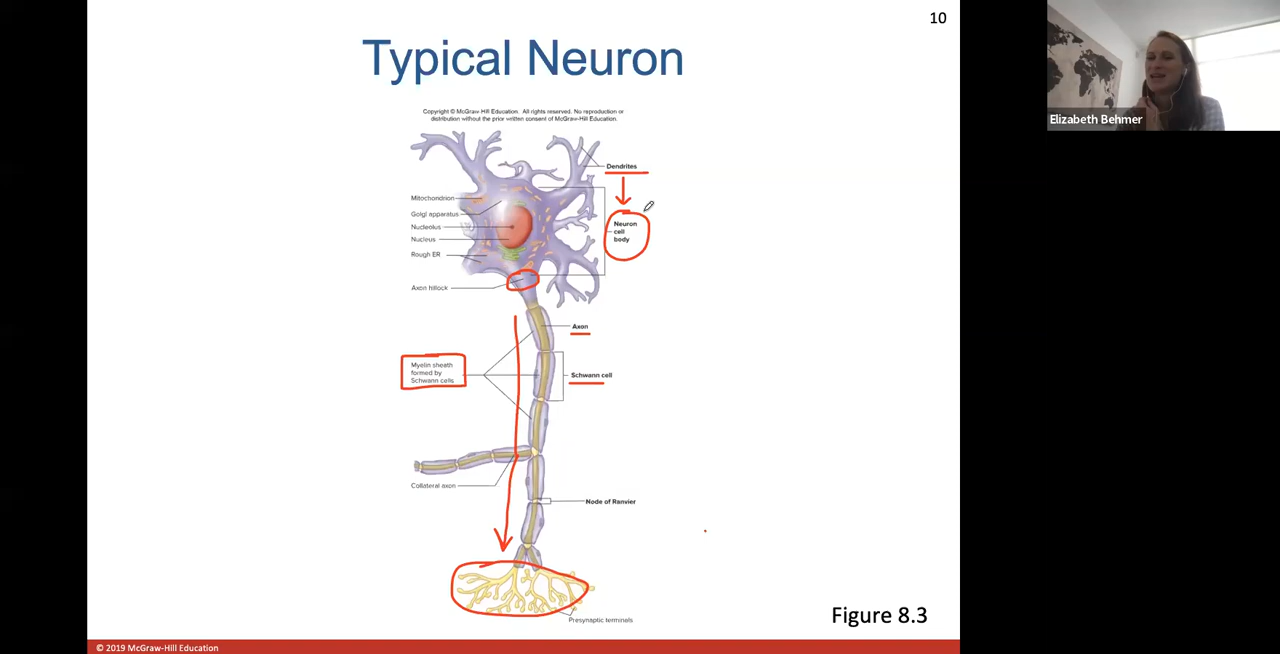 10
Typical Neuron
Copyright © McGraw-Hill Education. All rights reserved. No reproduction or
distribution without the prior written consent of McGraw-Hill Education.
Dendrites
Mitochondrion
Golgi apparatus
Nucleolus
Nucleus
Rough ER
Neuron
cell
body
Axon hillock
Axon
Myelin sheath
formed by
Schwann cells
Schwann cell
Collateral axon
Node of Ranvier
Presynaptic terminals
Figure 8.3
© 2019 McGraw-Hill Education
Elizabeth Behmer